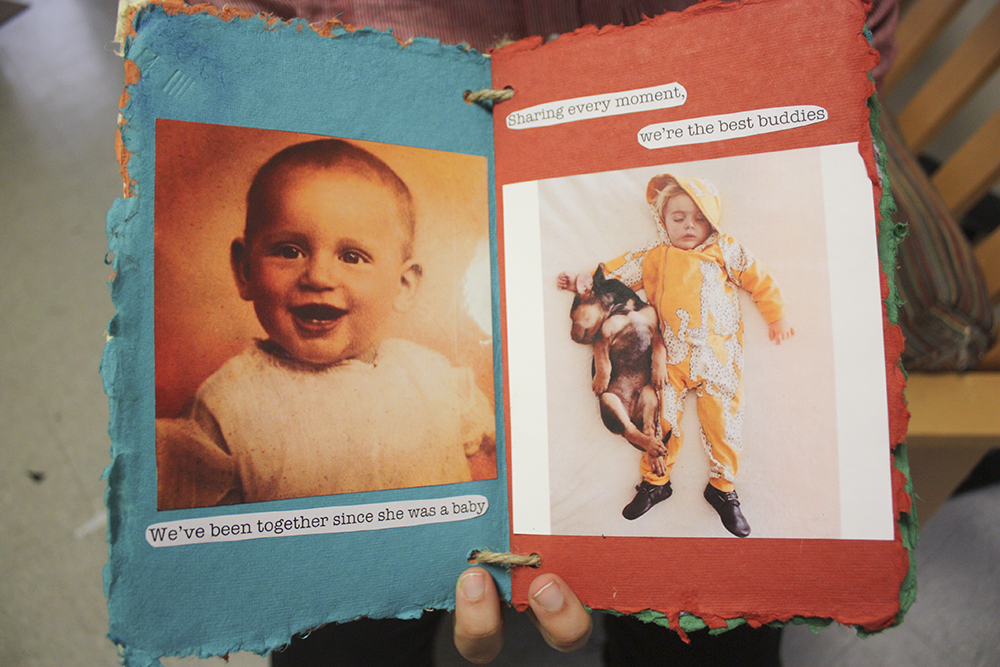 We've been together since she was a baby
Sharing every moment,
we're the best buddies